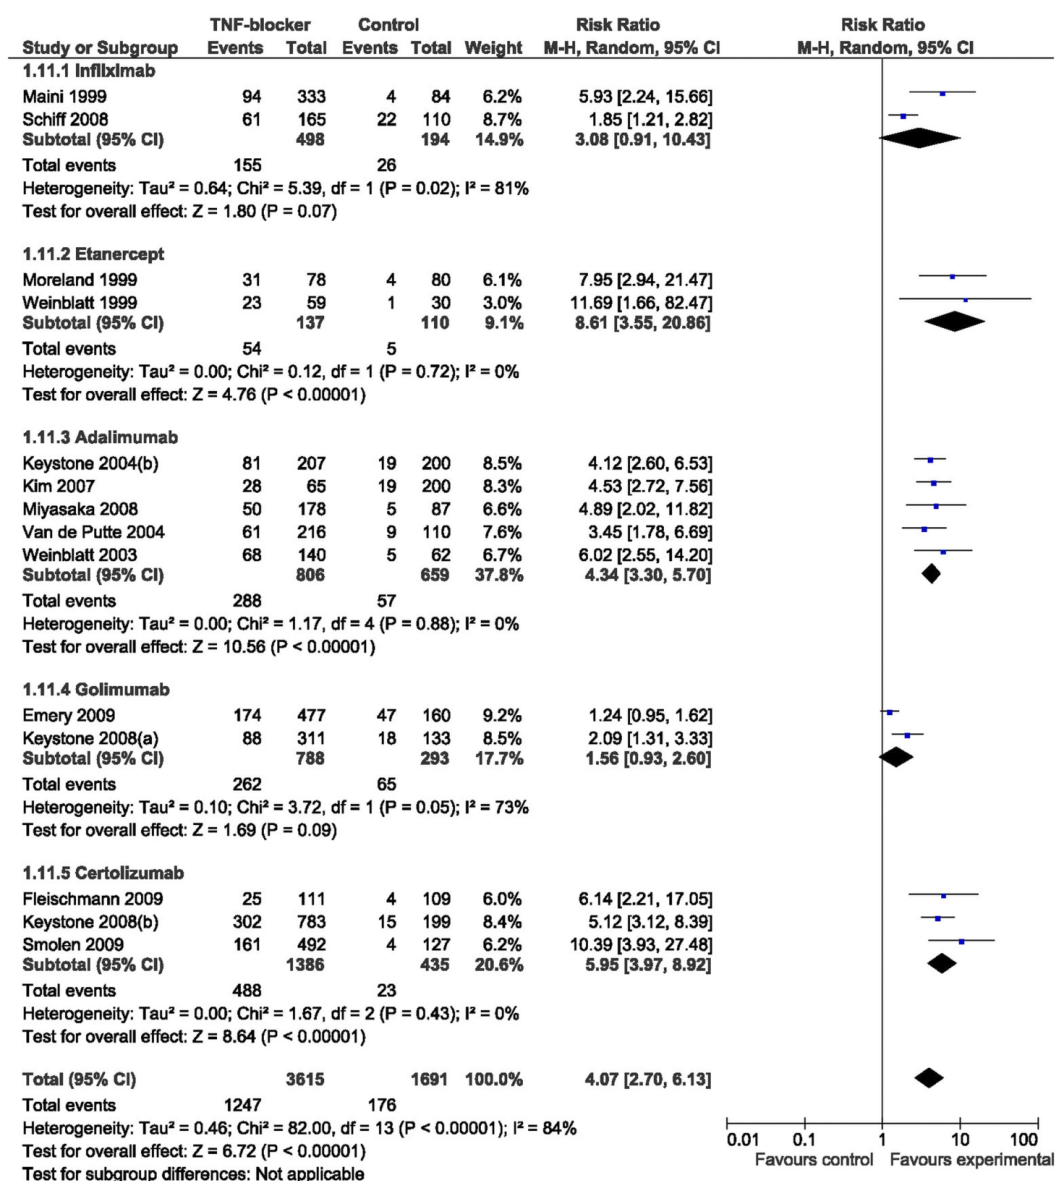 TNF-blocker Control Risk Ratio Risk Ratio
Study or Subgroup Events Total Events Total Weight M-H, Random, 95% CI M-H, Random, 95% CI
1.11.1 Infliximab
Maini 1999 94 333 4 84 6.2% 5.93 [2.24, 15.66]
Schiff 2008 61 165 22 110 8.7% 1.85 [1.21, 2.82]
Subtotal (95% CI) 498 194 14.9% 3.08 [0.91, 10.43]
Total events 155 26
Heterogeneity: Tau² = 0.64; Chi² = 5.39, df = 1 (P = 0.02); I² = 81%
Test for overall effect: Z = 1.80 (P = 0.07)
1.11.2 Etanercept
Moreland 1999 31 78 4 80 6.1% 7.95 [2.94, 21.47]
Weinblatt 1999 23 59 1 30 3.0% 11.69 [1.66, 82.47]
Subtotal (95% CI) 137 110 9.1% 8.61 [3.55, 20.86]
Total events 54 5
Heterogeneity: Tau² = 0.00; Chi² = 0.12, df = 1 (P = 0.72); I² = 0%
Test for overall effect: Z = 4.76 (P < 0.00001)
1.11.3 Adalimumab
Keystone 2004(b) 81 207 19 200 8.5% 4.12 [2.60, 6.53]
Kim 2007 28 65 19 200 8.3% 4.53 [2.72, 7.56]
Miyasaka 2008 50 178 5 87 6.6% 4.89 [2.02, 11.82]
Van de Putte 2004 61 216 9 110 7.6% 3.45 [1.78, 6.69]
Weinblatt 2003 68 140 5 62 6.7% 6.02 [2.55, 14.20]
Subtotal (95% CI) 806 659 37.8% 4.34 [3.30, 5.70]
Total events 288 57
Heterogeneity: Tau² = 0.00; Chi² = 1.17, df = 4 (P = 0.88); I² = 0%
Test for overall effect: Z = 10.56 (P < 0.00001)
1.11.4 Golimumab
Emery 2009 174 477 47 160 9.2% 1.24 [0.95, 1.62]
Keystone 2008(a) 88 311 18 133 8.5% 2.09 [1.31, 3.33]
Subtotal (95% CI) 788 293 17.7% 1.56 [0.93, 2.60]
Total events 262 65
Heterogeneity: Tau² = 0.10; Chi² = 3.72, df = 1 (P = 0.05); I² = 73%
Test for overall effect: Z = 1.69 (P = 0.09)
1.11.5 Certolizumab
Fleischmann 2009 25 111 4 109 6.0% 6.14 [2.21, 17.05]
Keystone 2008(b) 302 783 15 199 8.4% 5.12 [3.12, 8.39]
Smolen 2009 161 492 4 127 6.2% 10.39 [3.93, 27.48]
Subtotal (95% CI) 1386 435 20.6% 5.95 [3.97, 8.92]
Total events 488 23
Heterogeneity: Tau² = 0.00; Chi² = 1.67, df = 2 (P = 0.43); I² = 0%
Test for overall effect: Z = 8.64 (P < 0.00001)
Total (95% CI) 3615 1691 100.0% 4.07 [2.70, 6.13]
Total events 1247 176
Heterogeneity: Tau² = 0.46; Chi² = 82.00, df = 13 (P < 0.00001); I² = 84%
Test for overall effect: Z = 6.72 (P < 0.00001)
Test for subgroup differences: Not applicable
0.01 0.1 1 10 100
Favours control Favours experimental